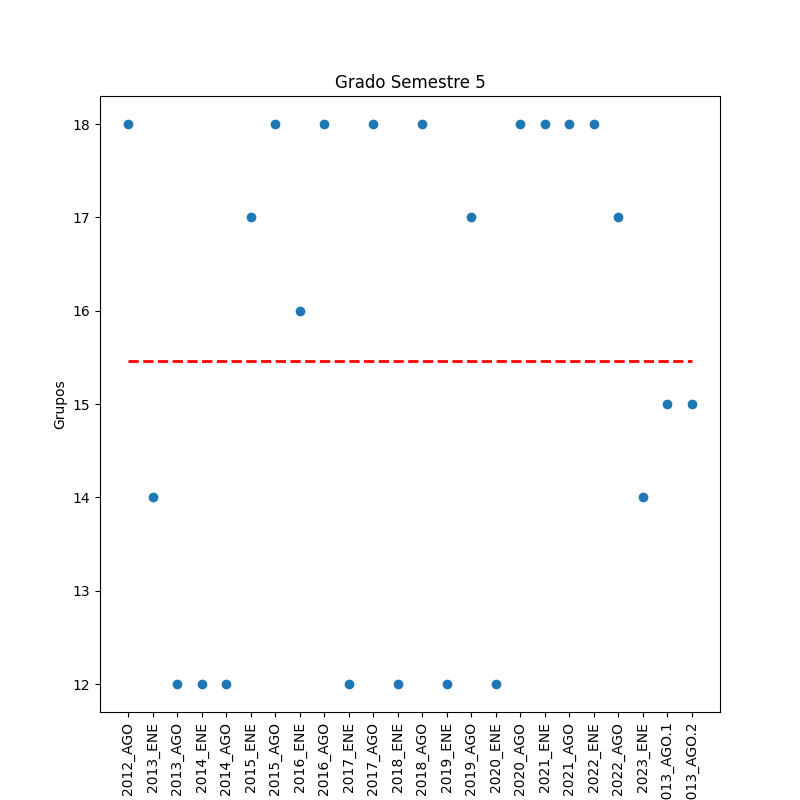 Grado Semestre 5
Grupos
18
17
16
15
14
13
12
2012_AGO
2013_ENE
2013_AGO
2014_ENE
2014_AGO
2015_ENE
2015_AGO
2016_ENE
2016_AGO
2017_ENE
2017_AGO
2018_ENE
2018_AGO
2019_ENE
2019_AGO
2020_ENE
2020_AGO
2021_ENE
2021_AGO
2022_ENE
2022_AGO
2023_ENE
013_AGO.1
013_AGO.2